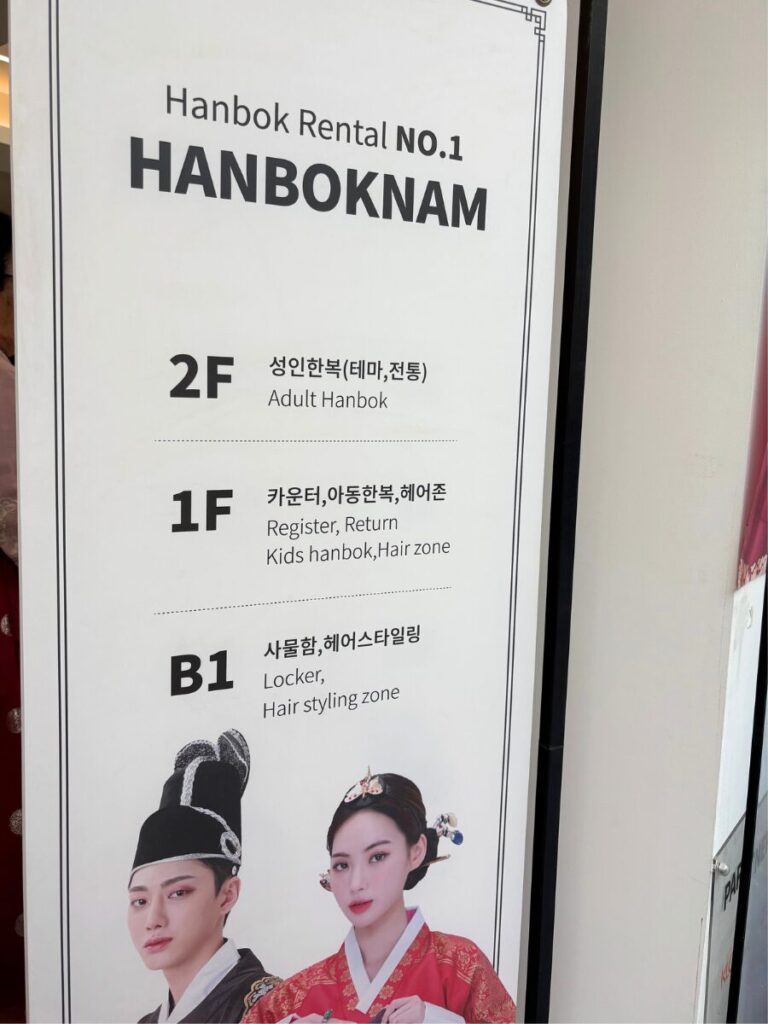 Hanbok Rental NO.1
HANBOKNAM
2F
성인한복(테마,전통)
Adult Hanbok
1F
카운터,아동한복,헤어존
Register, Return
Kids hanbok,Hair zone
B1
사물함,헤어스타일링
Locker,
Hair styling zone